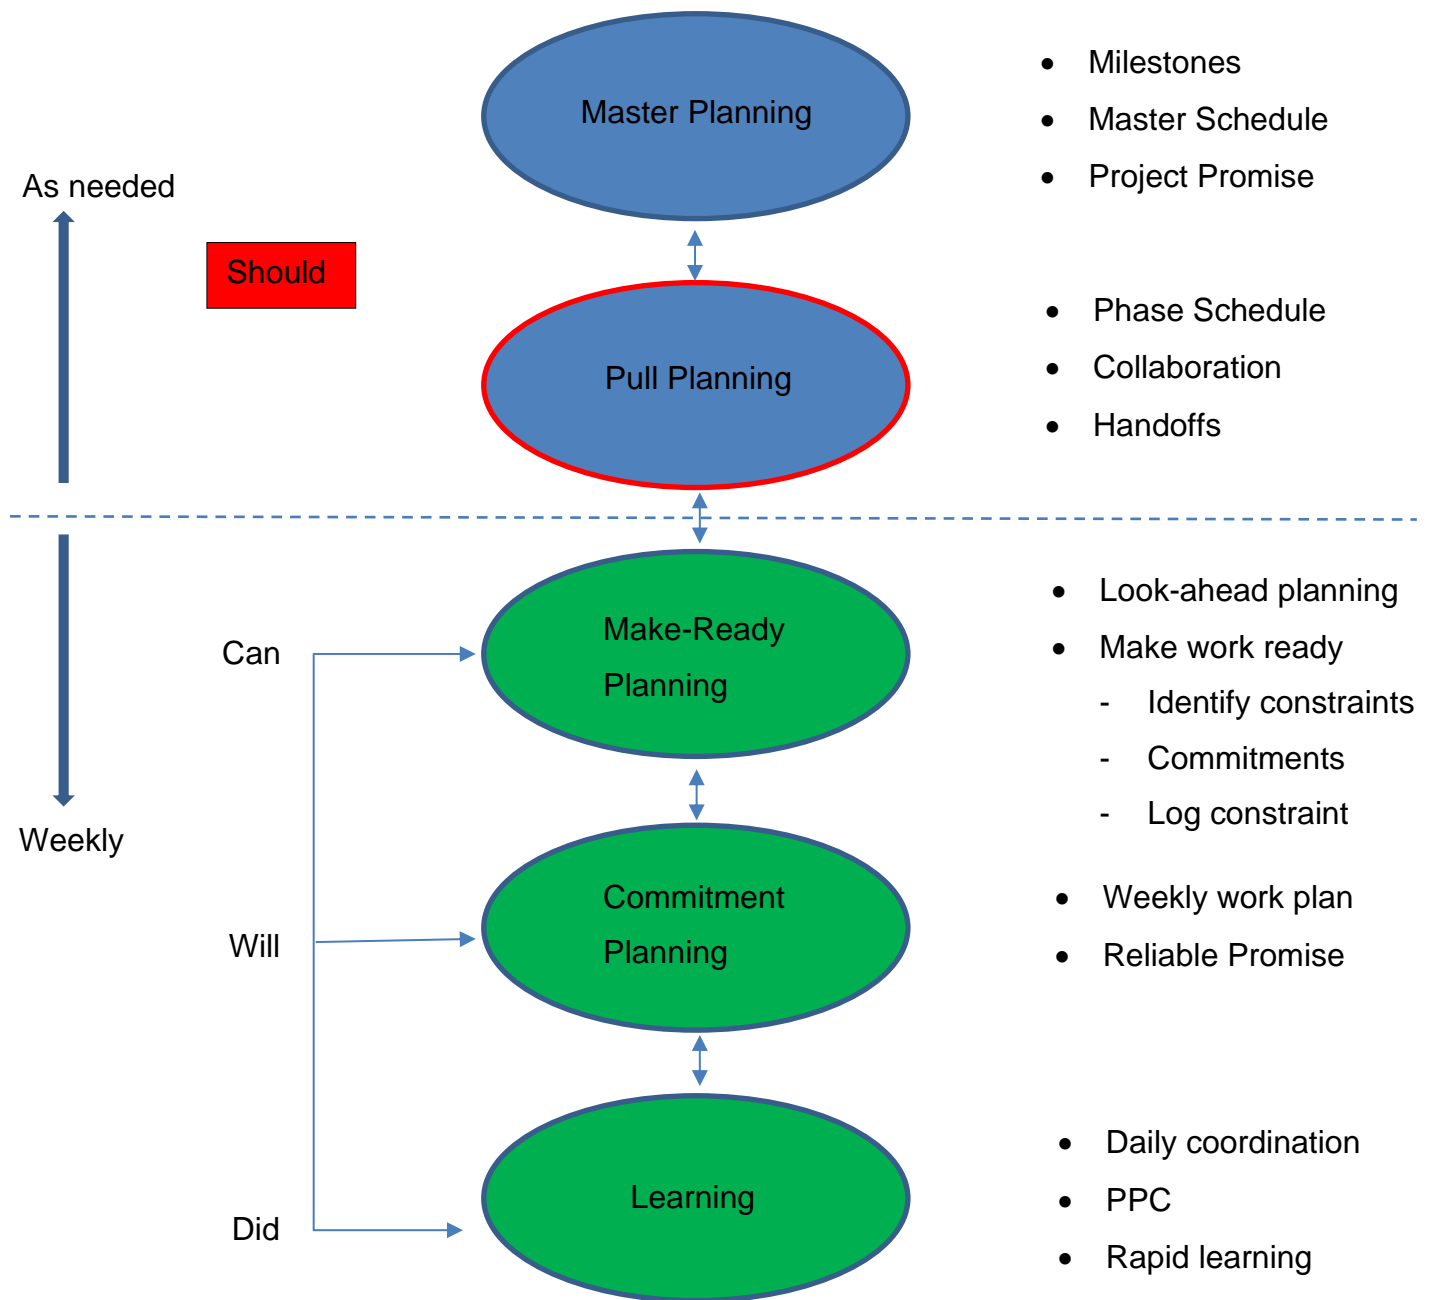 Master Planning
• Milestones
• Master Schedule
• Project Promise
As needed
Should
Pull Planning
• Phase Schedule
• Collaboration
• Handoffs
Can
Make-Ready
Planning
• Look-ahead planning
• Make work ready
- Identify constraints
- Commitments
- Log constraint
Weekly
Will
Commitment
Planning
• Weekly work plan
• Reliable Promise
Did
Learning
• Daily coordination
• PPC
• Rapid learning